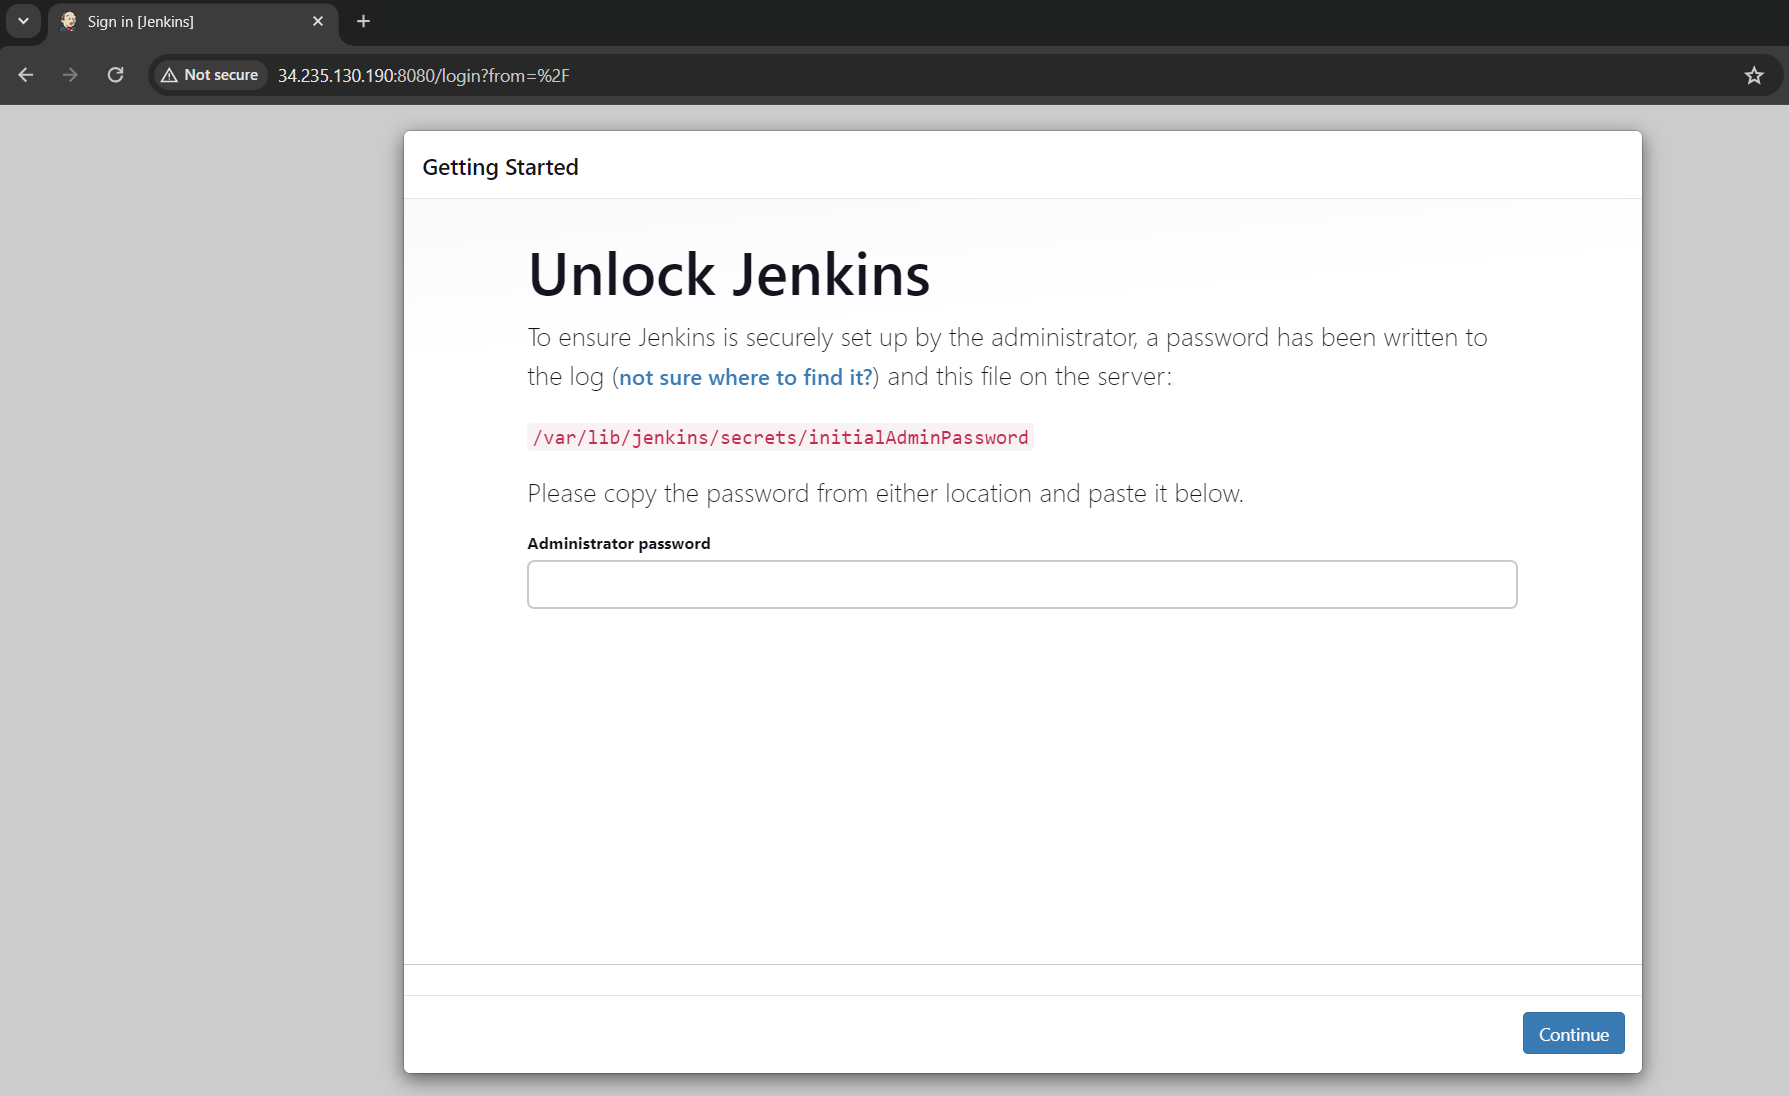 Sign in [Jenkins]
Not secure
34.235.130.190:8080/login?from=%2F
Getting Started
Unlock Jenkins
To ensure Jenkins is securely set up by the administrator, a password has been written to
the log (not sure where to find it?) and this file on the server:
/var/lib/jenkins/secrets/initialAdminPassword
Please copy the password from either location and paste it below.
Administrator password
Continue